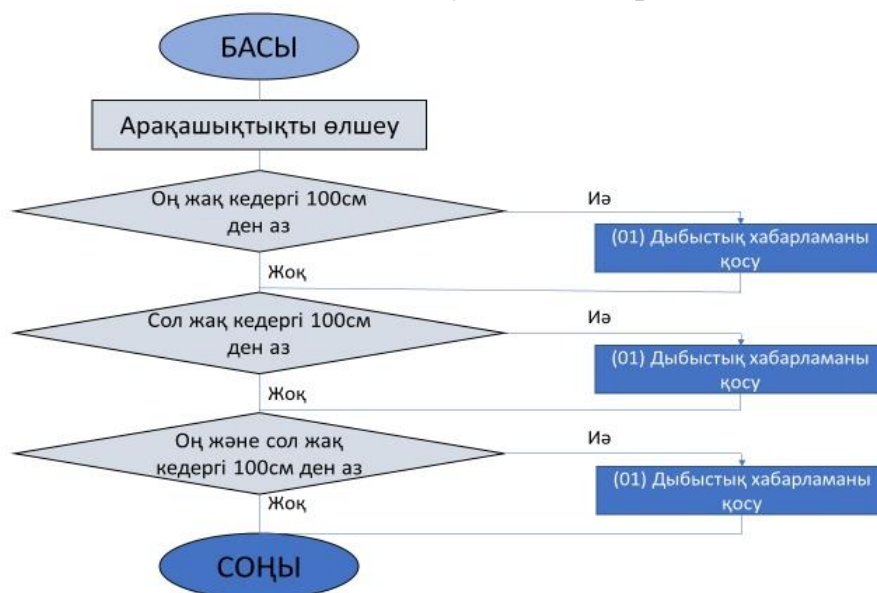 БАСЫ
Арақашықтықты өлшеу
Оң жақ кедергі 100см
ден аз
Иә
(01) Дыбыстық хабарламаны
қосу
Жоқ
Сол жақ кедергі 100см
ден аз
Иә
(01) Дыбыстық хабарламаны
қосу
Жоқ
Оң және сол жақ
кедергі 100см ден аз
Иә
(01) Дыбыстық хабарламаны
қосу
Жоқ
СОҢЫ